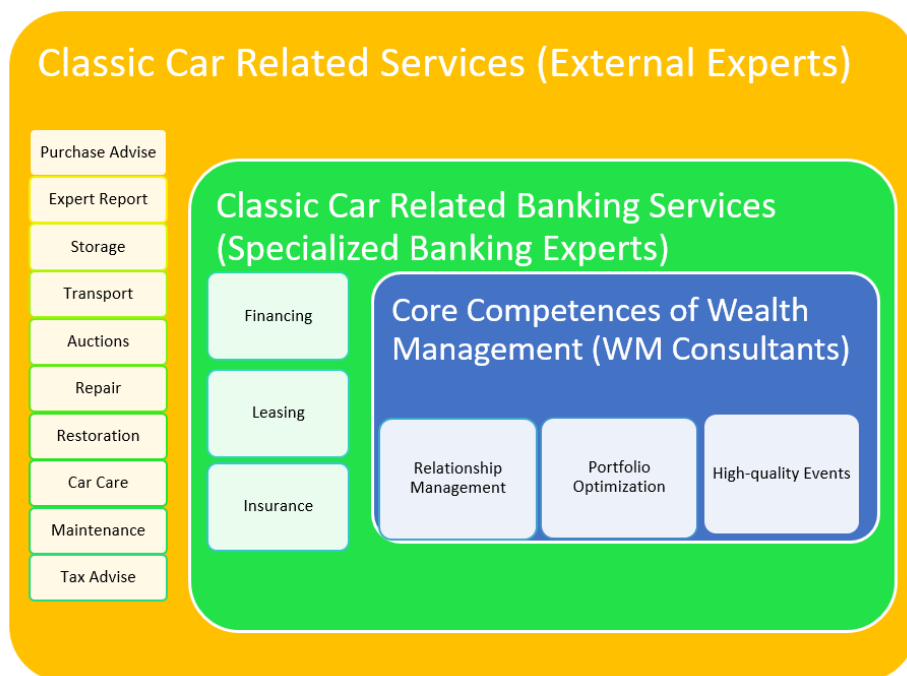 Classic Car Related Services (External Experts)
Purchase Advise
Expert Report
Storage
Transport
Auctions
Repair
Restoration
Car Care
Maintenance
Tax Advise
Classic Car Related Banking Services
(Specialized Banking Experts)
Financing
Leasing
Insurance
Core Competences of Wealth
Management (WM Consultants)
Relationship
Management
Portfolio
Optimization
High-quality Events